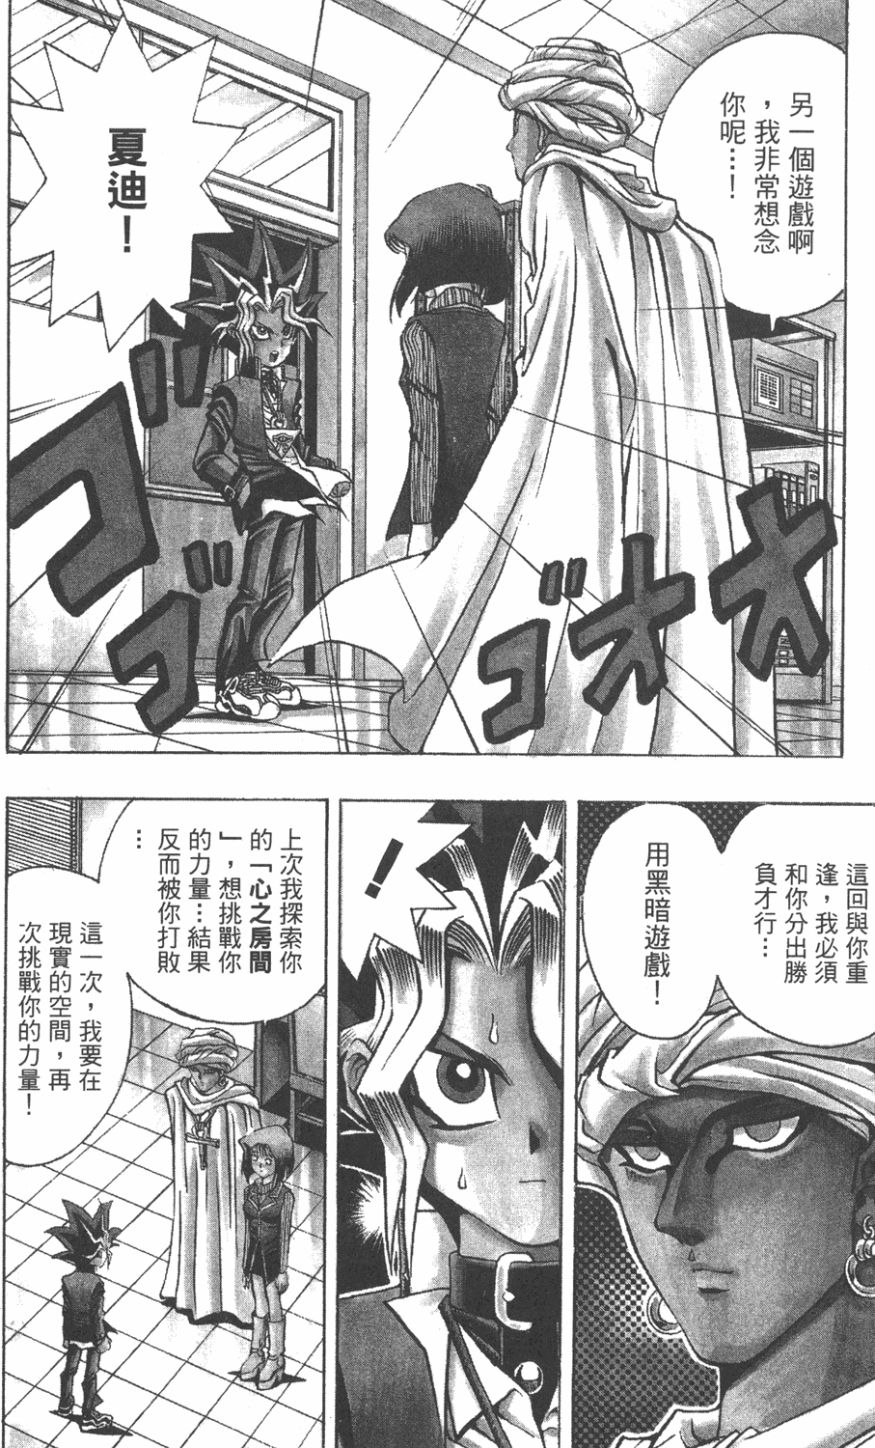 另一個遊戲啊
，我非常想念
你呢…！
夏迪！
ゴゴ
ゴ
ゴ
オ
オ
這回與你重
逢，我必須
和你分出勝
負才行…
用黑暗遊戲！
！
上次我探索你
的「心之房間
」，想挑戰你
的力量…結果
反而被你打敗
…
這一次，我要在
現實的空間，再
次挑戰你的力量！